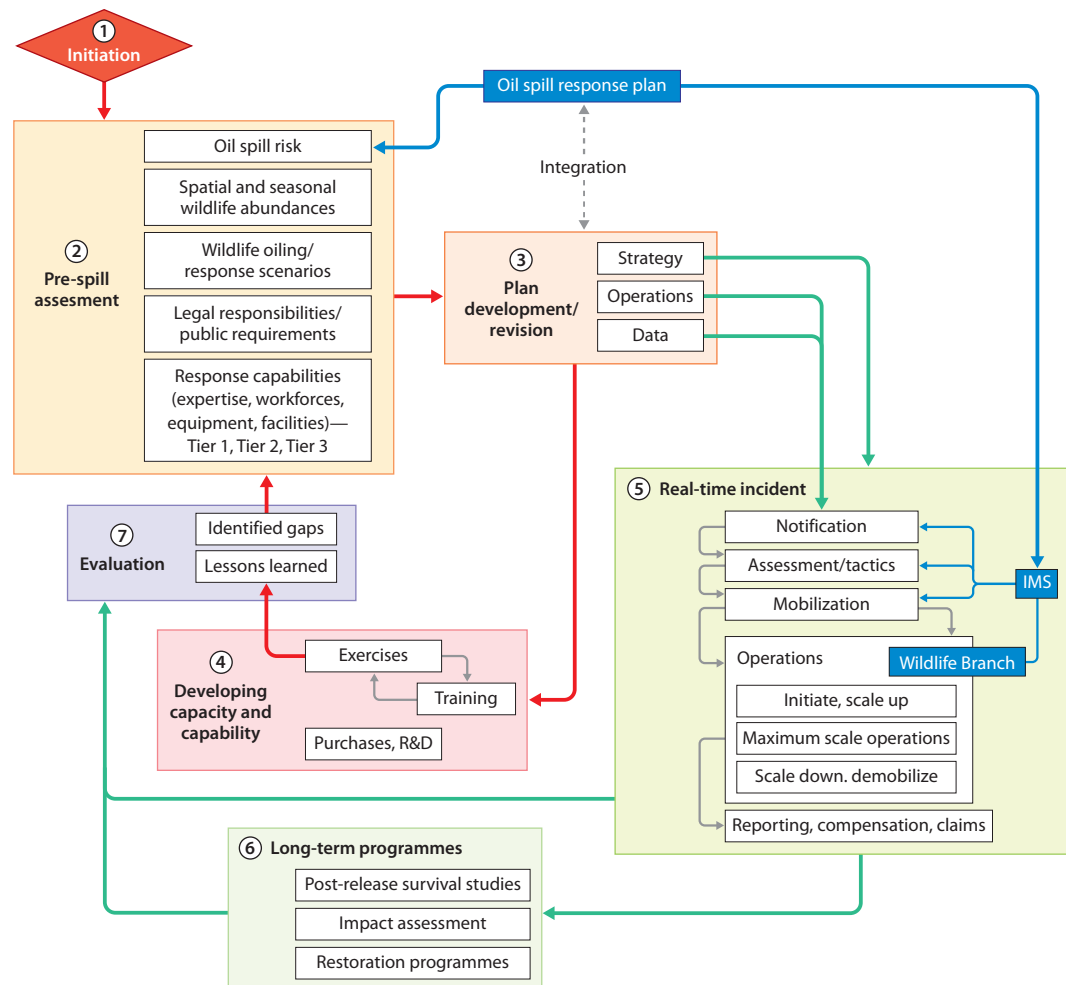 1
Initiation
Oil spill response plan
Integration
2
Pre-spill
assesment
Oil spill risk
Spatial and seasonal
wildlife abundances
Wildlife oiling/
response scenarios
Legal responsibilities/
public requirements
Response capabilities
(expertise, workforces,
equipment, facilities)—
Tier 1, Tier 2, Tier 3
3
Plan
development/
revision
Strategy
Operations
Data
7
Evaluation
Identified gaps
Lessons learned
4
Developing
capacity and
capability
Exercises
Training
Purchases, R&D
5 Real-time incident
Notification
Assessment/tactics
Mobilization
IMS
Operations
Wildlife Branch
Initiate, scale up
Maximum scale operations
Scale down. demobilize
Reporting, compensation, claims
6 Long-term programmes
Post-release survival studies
Impact assessment
Restoration programmes